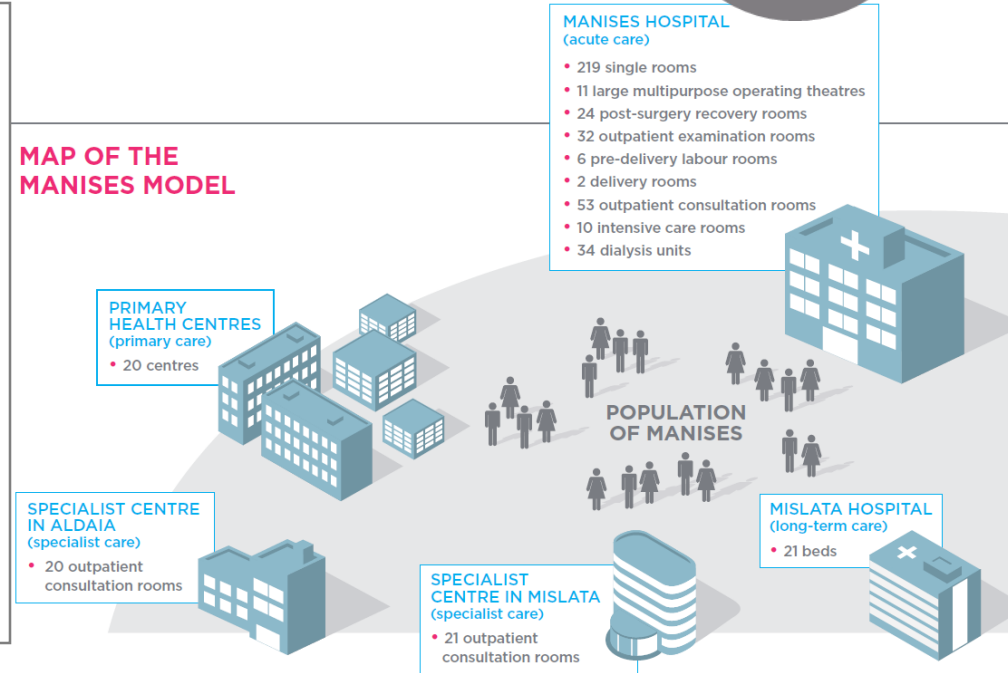 MANISES HOSPITAL
(acute care)
• 219 single rooms
• 11 large multipurpose operating theatres
• 24 post-surgery recovery rooms
• 32 outpatient examination rooms
• 6 pre-delivery labour rooms
• 2 delivery rooms
• 53 outpatient consultation rooms
• 10 intensive care rooms
• 34 dialysis units
MAP OF THE
MANISES MODEL
PRIMARY
HEALTH CENTRES
(primary care)
• 20 centres
POPULATION
OF MANISES
SPECIALIST CENTRE
IN ALDAIA
(specialist care)
• 20 outpatient
consultation rooms
SPECIALIST
CENTRE IN MISLATA
(specialist care)
• 21 outpatient
consultation rooms
MISLATA HOSPITAL
(long-term care)
• 21 beds